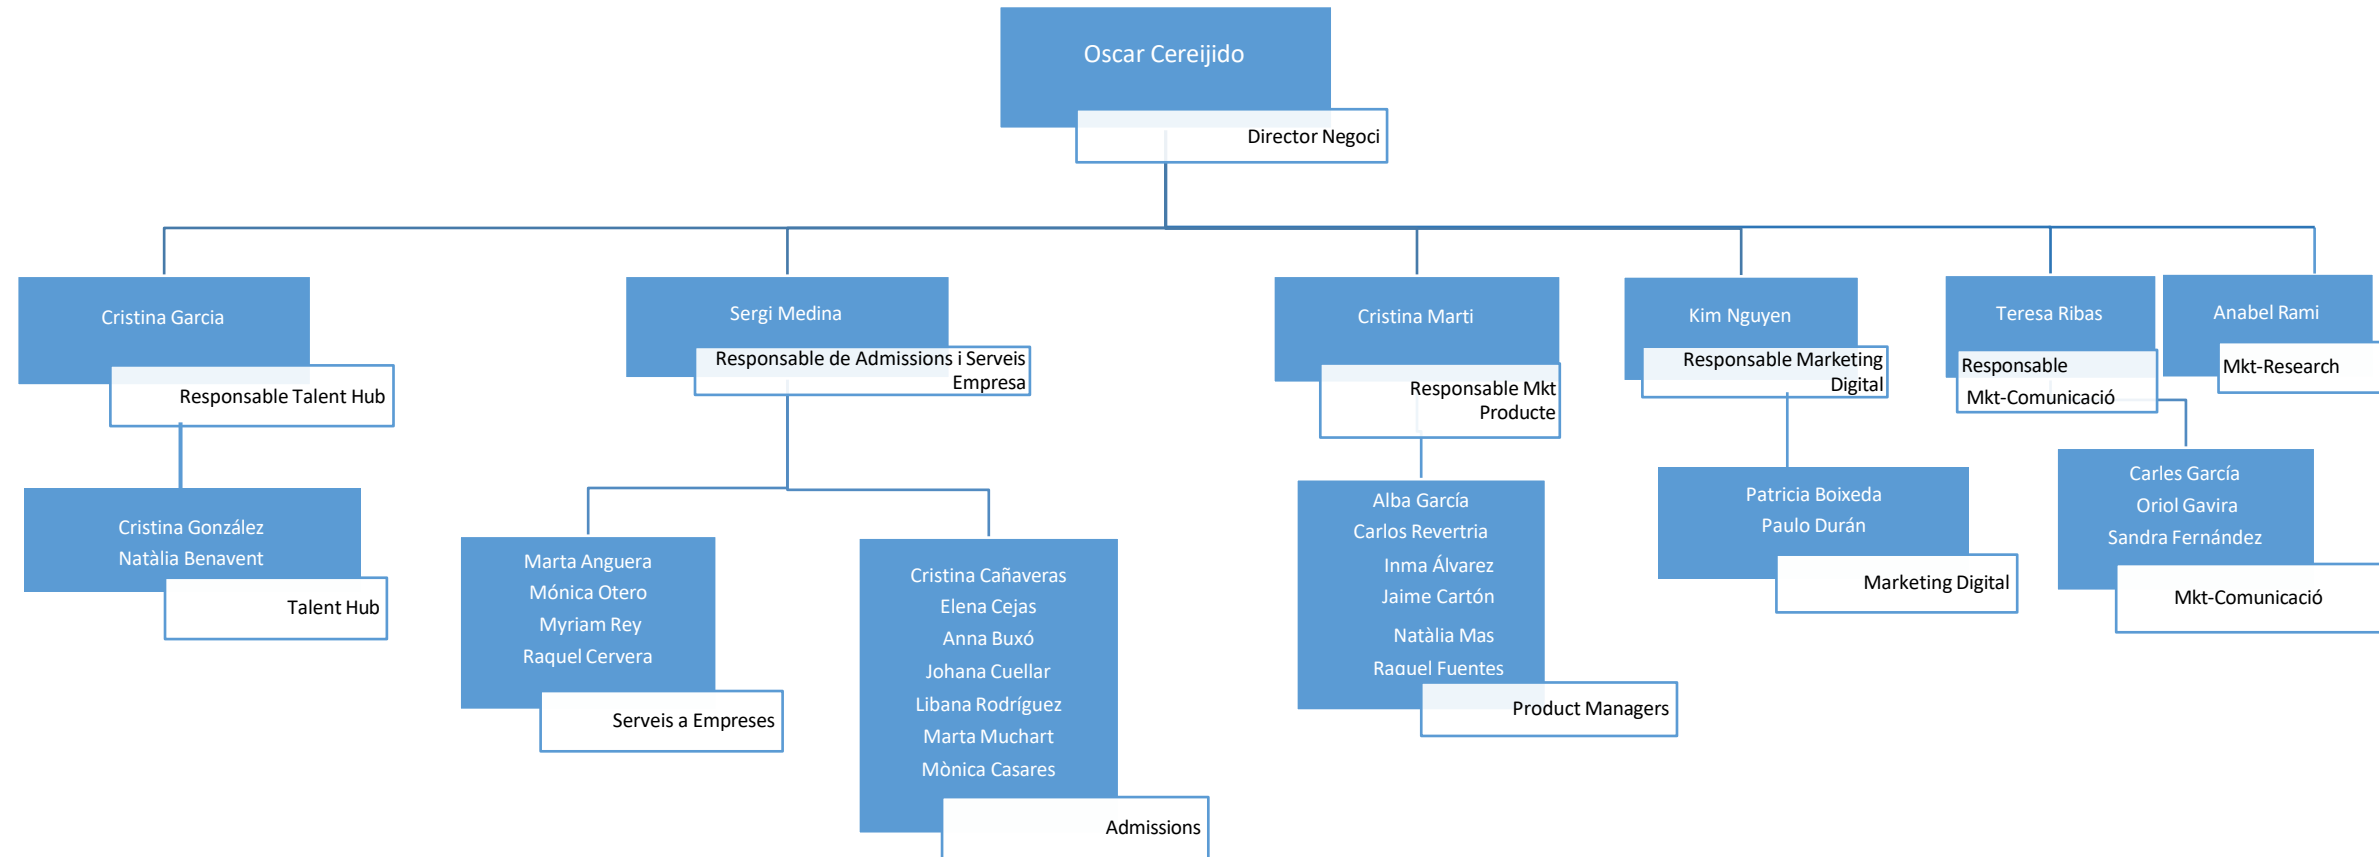 Oscar Cereijido
Director Negoci
Cristina Garcia
Responsable Talent Hub
Cristina González
Natàlia Benavent
Talent Hub
Sergi Medina
Responsable de Admissions i Serveis
Empresa
Marta Anguera
Mónica Otero
Myriam Rey
Raquel Cervera
Serveis a Empreses
Cristina Cañaveras
Elena Cejas
Anna Buxó
Johana Cuellar
Libana Rodríguez
Marta Muchart
Mònica Casares
Admissions
Cristina Marti
Responsable Mkt
Producte
Alba García
Carlos Revertria
Inma Álvarez
Jaime Cartón
Natàlia Mas
Raquel Fuentes
Product Managers
Kim Nguyen
Responsable Marketing
Digital
Patricia Boixeda
Paulo Durán
Marketing Digital
Teresa Ribas
Responsable
Mkt-Comunicació
Carles García
Oriol Gavira
Sandra Fernández
Mkt-Comunicació
Anabel Rami
Mkt-Research